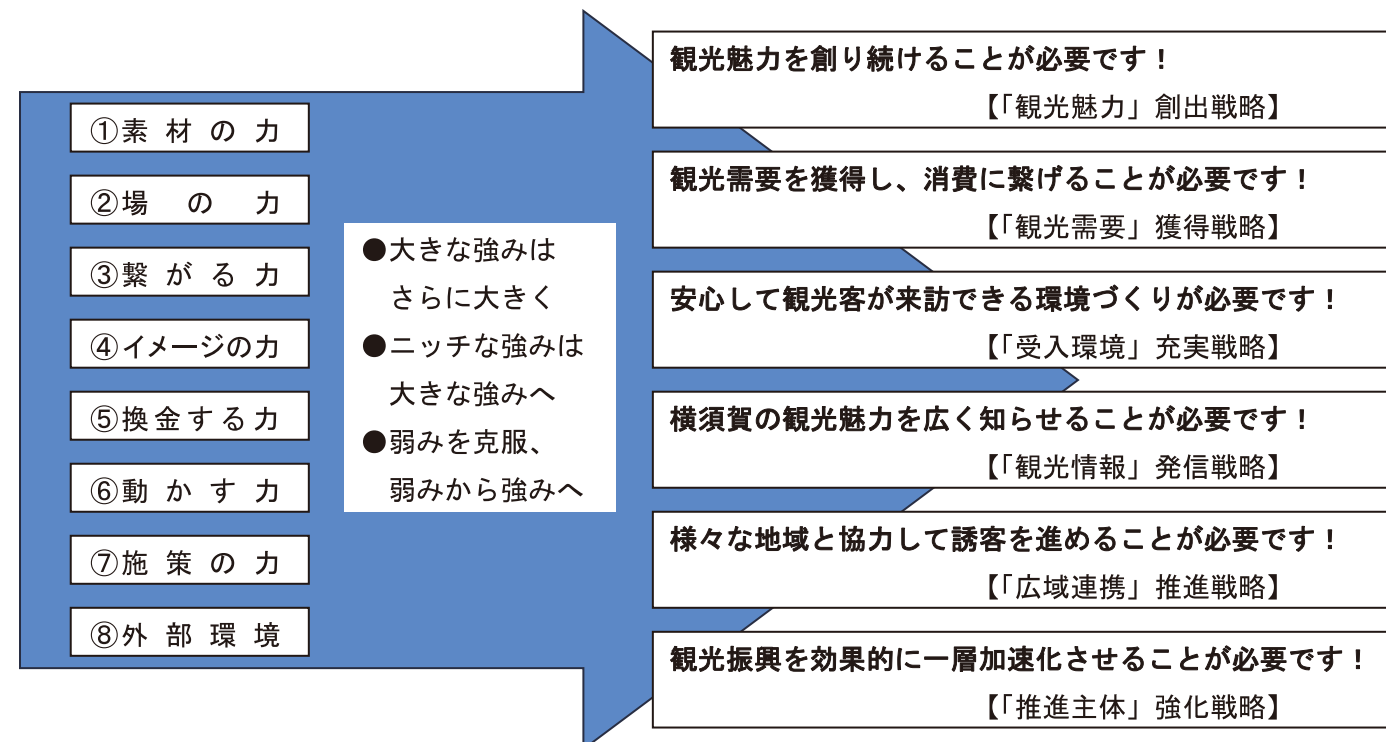 ①素材の力
②場の力
③繋がる力
④イメージの力
⑤換金する力
⑥動かす力
⑦施策の力
⑧外部環境
●大きな強みは
さらに大きく
●ニッチな強みは
大きな強みへ
●弱みを克服、
弱みから強みへ
観光魅力を創り続けることが必要です！
【「観光魅力」創出戦略】
観光需要を獲得し、消費に繋げることが必要です！
【「観光需要」獲得戦略】
安心して観光客が来訪できる環境づくりが必要です！
【「受入環境」充実戦略】
横須賀の観光魅力を広く知らせることが必要です！
【「観光情報」発信戦略】
様々な地域と協力して誘客を進めることが必要です！
【「広域連携」推進戦略】
観光振興を効果的に一層加速化させることが必要です！
【「推進主体」強化戦略】